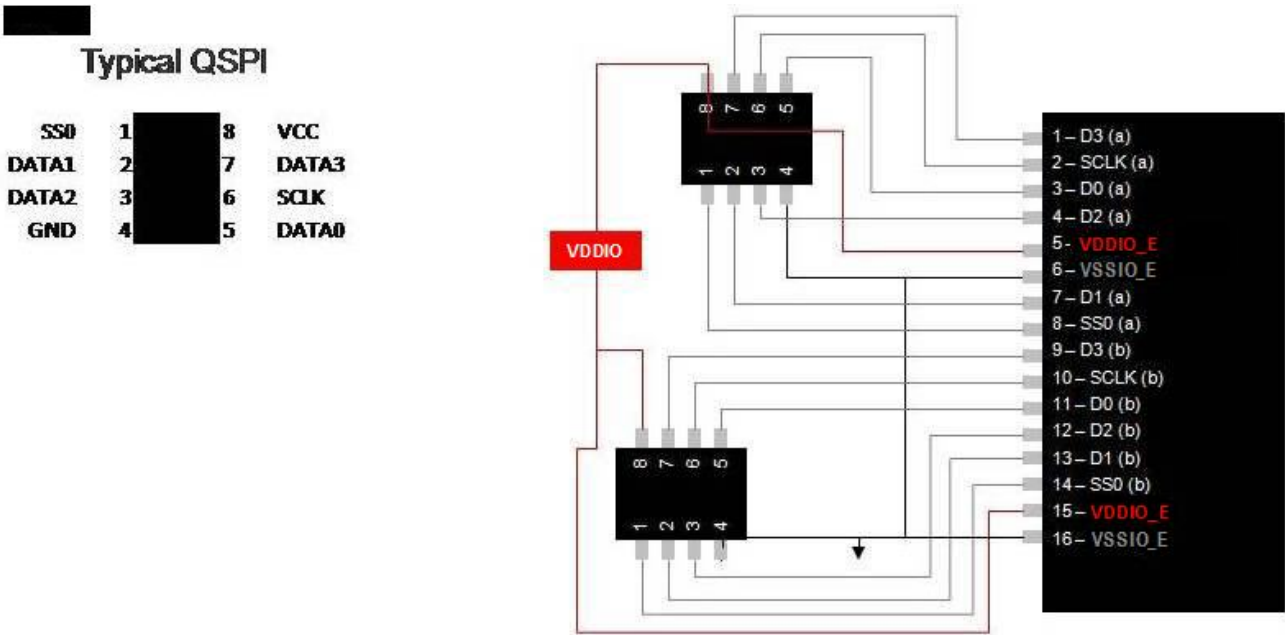 Typical QSPI
SS0 1 8 VCC
DATA1 2 7 DATA3
DATA2 3 6 SCLK
GND 4 5 DATA0
8 7 6 5
1 2 3 4
VDDIO
8 7 6 5
1 2 3 4
1 – D3 (a)
2 – SCLK (a)
3 – D0 (a)
4 – D2 (a)
5- VDDIO_E
6 – VSSIO_E
7 – D1 (a)
8 – SS0 (a)
9 – D3 (b)
10 – SCLK (b)
11 – D0 (b)
12 – D2 (b)
13 – D1 (b)
14 – SS0 (b)
15 – VDDIO_E
16 – VSSIO_E